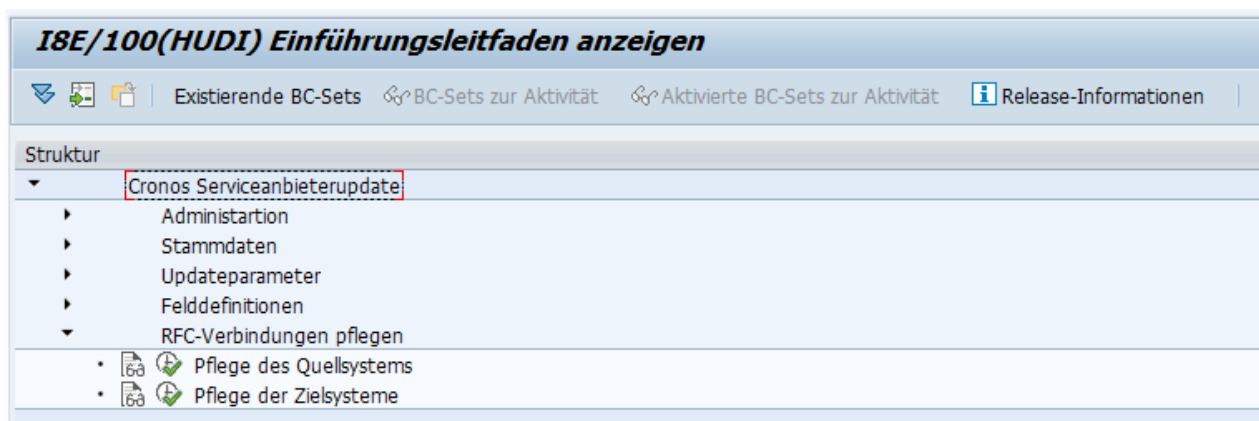 I8E/100(HUDI) Einführungsleitfaden anzeigen
Existierende BC-Sets BC-Sets zur Aktivität Aktivierte BC-Sets zur Aktivität Release-Informationen
Struktur
Cronos Serviceanbieterupdate
Administartion
Stammdaten
Updateparameter
Felddefinitionen
RFC-Verbindungen pflegen
Pflege des Quellsystems
Pflege der Zielsysteme